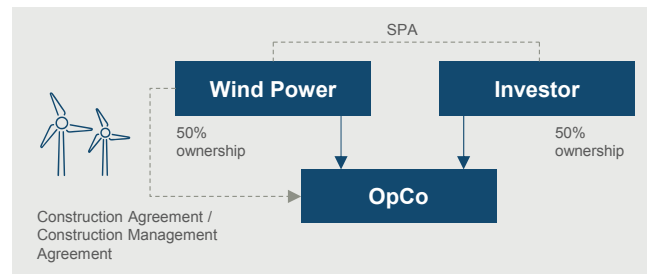 SPA
Wind Power
Investor
50%
ownership
50%
ownership
OpCo
Construction Agreement /
Construction Management
Agreement